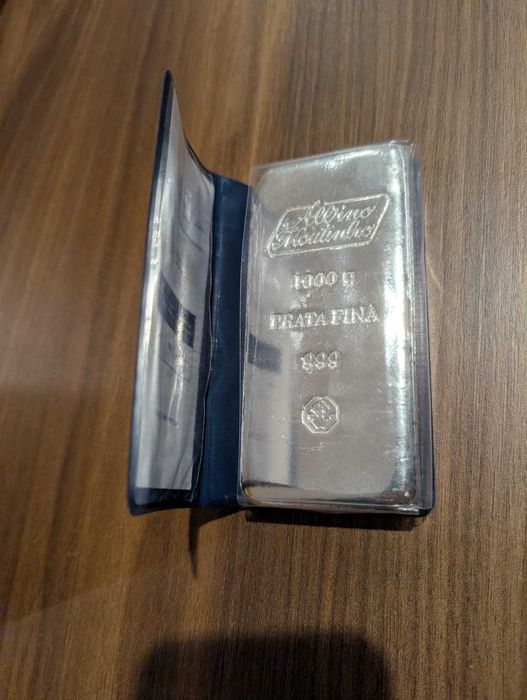 Albino
Moutinho
1000 g
PRATA FINA
999